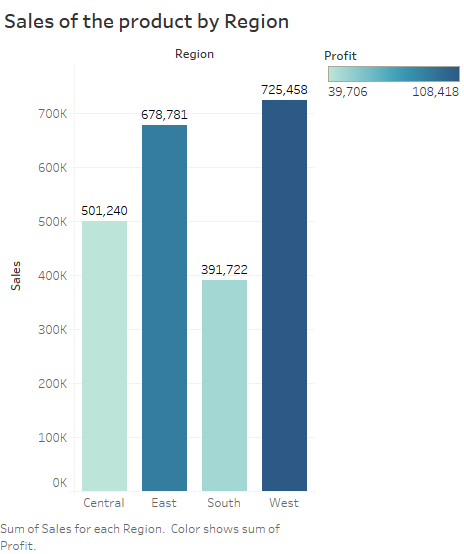 Sales of the product by Region
Region
Profit
39,706 108,418
725,458
678,781
501,240
391,722
700K
600K
500K
400K
300K
200K
100K
0K
Sales
Central East South West
Sum of Sales for each Region. Color shows sum of
Profit.